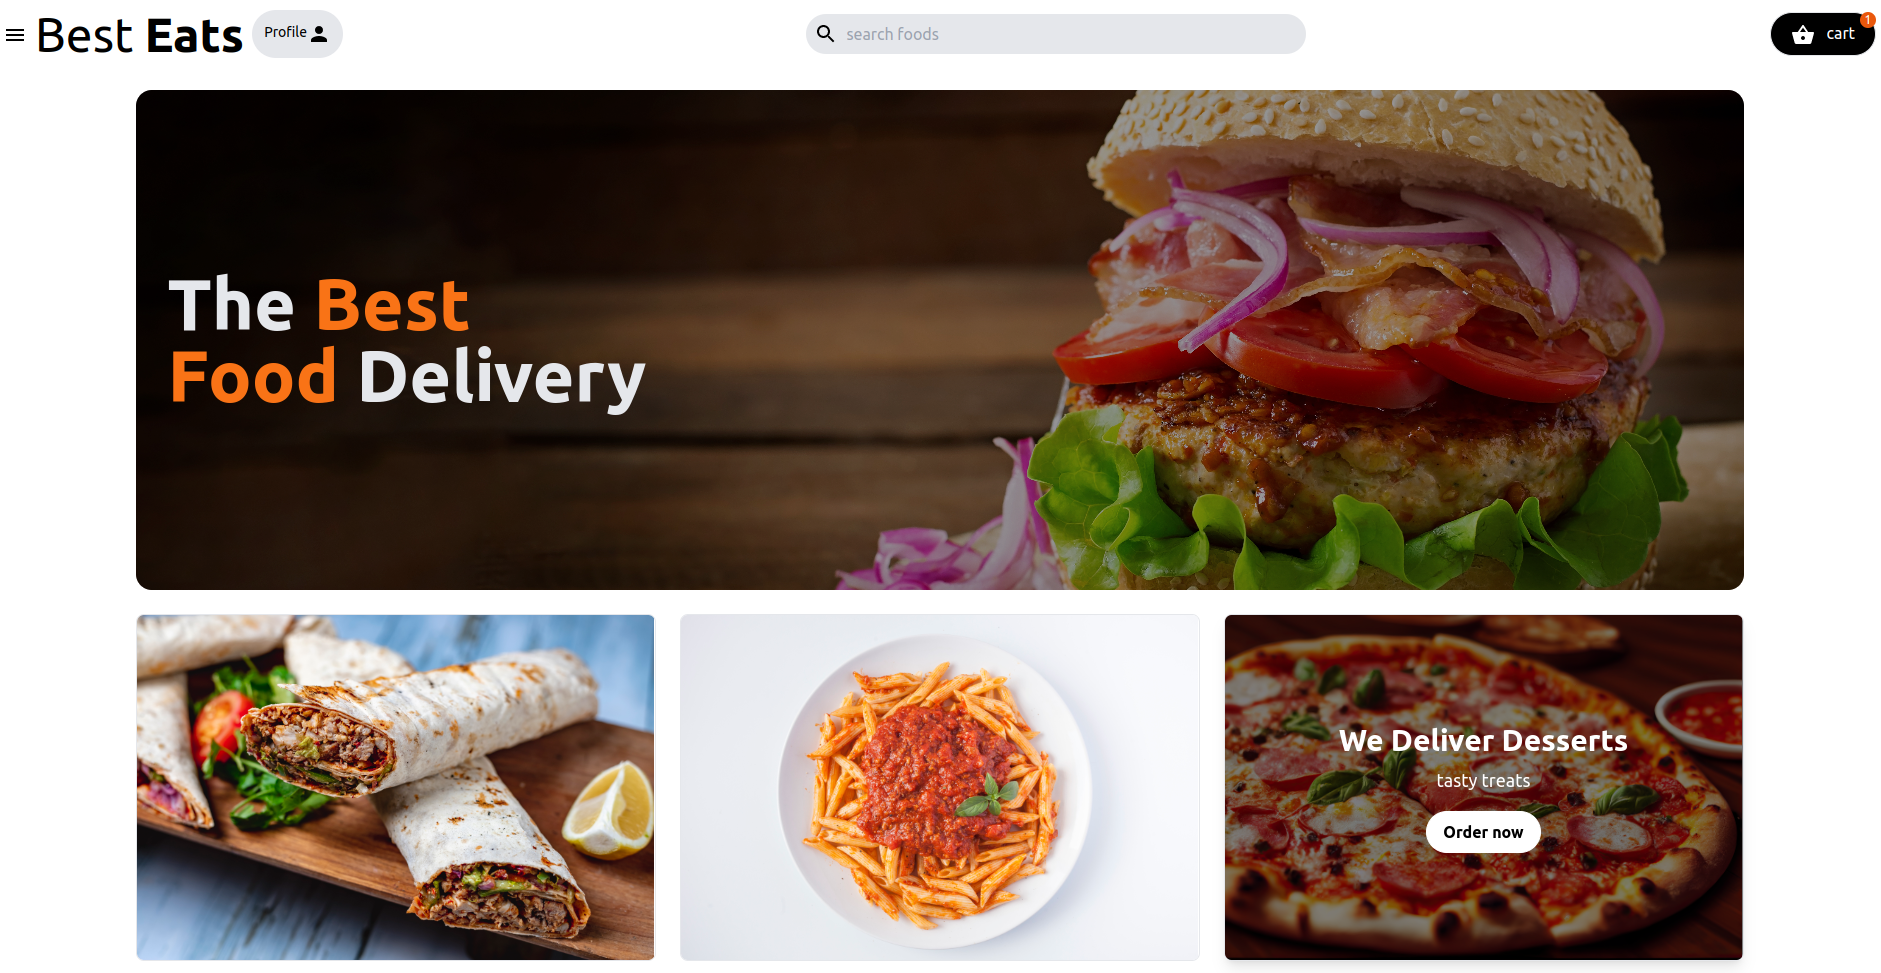 Best Eats
Profile
search foods
cart
1
The Best
Food Delivery
We Deliver Desserts
tasty treats
Order now